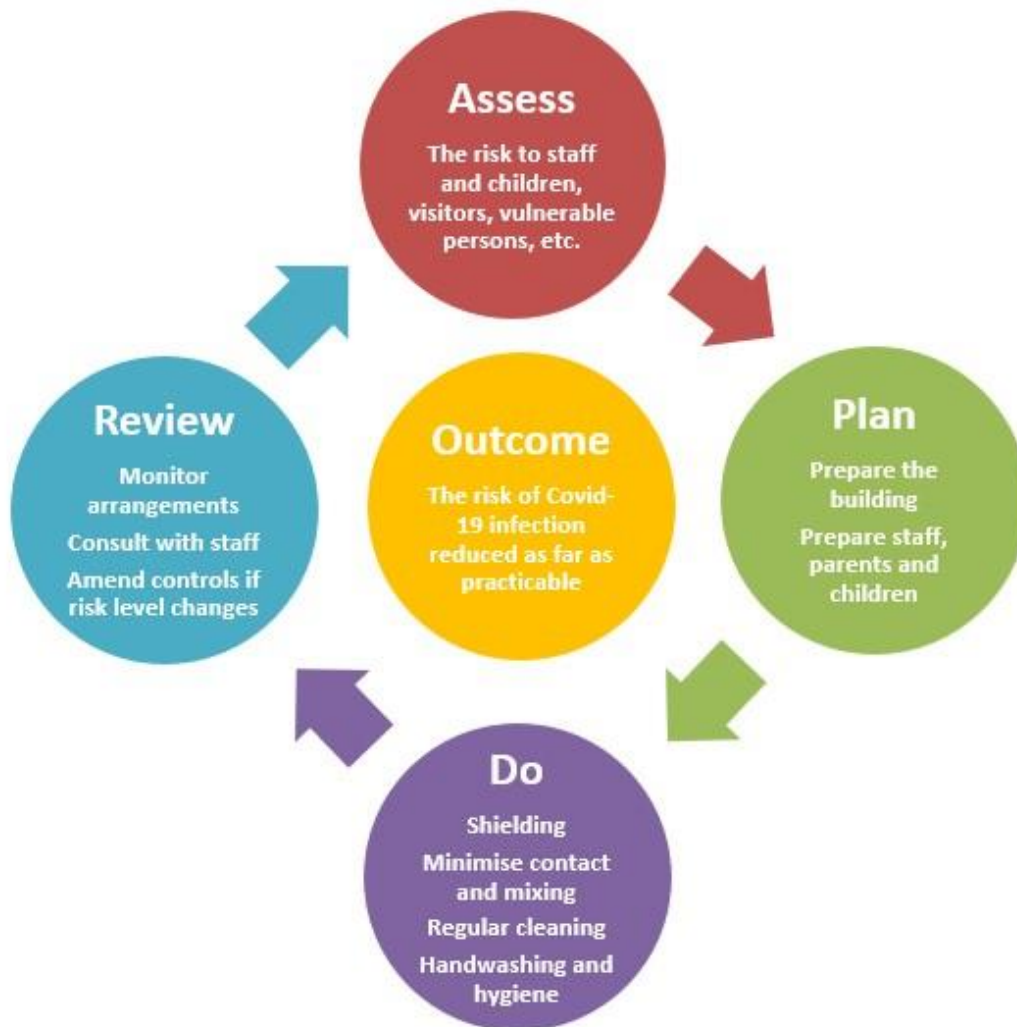 Assess
The risk to staff
and children,
visitors, vulnerable
persons, etc.
Plan
Prepare the
building
Prepare staff,
parents and
children
Do
Shielding
Minimise contact
and mixing
Regular cleaning
Handwashing and
hygiene
Review
Monitor
arrangements
Consult with staff
Amend controls if
risk level changes
Outcome
The risk of Covid-
19 infection
reduced as far as
practicable